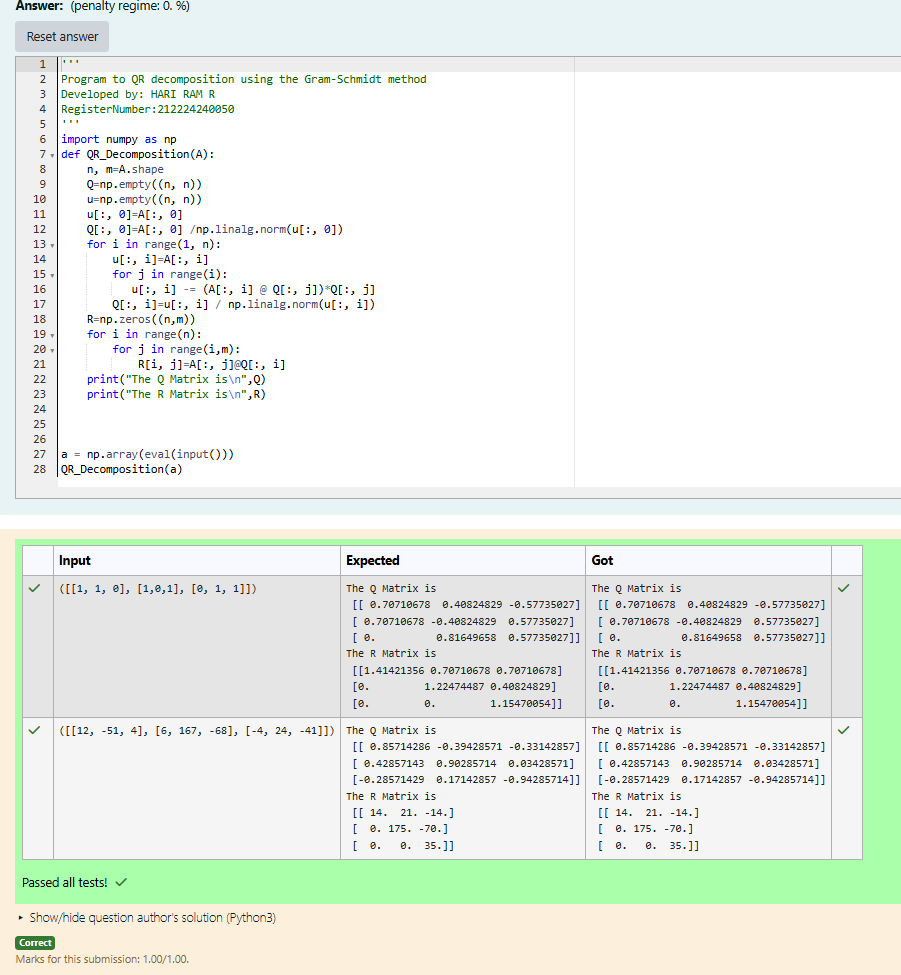 Answer: (penalty regime: 0. %)
Reset answer
1 '''
2 Program to QR decomposition using the Gram-Schmidt method
3 Developed by: HARI RAM R
4 RegisterNumber:212224240050
5 '''
6 import numpy as np
7 def QR_Decomposition(A):
8     n, m=A.shape
9     Q=np.empty((n, n))
10     u=np.empty((n, n))
11     u[:, 0]=A[:, 0]
12     Q[:, 0]=A[:, 0] /np.linalg.norm(u[:, 0])
13     for i in range(1, n):
14         u[:, i]=A[:, i]
15         for j in range(i):
16            u[:, i] -= (A[:, i] @ Q[:, j])*Q[:, j]
17         Q[:, i]=u[:, i] / np.linalg.norm(u[:, i])
18     R=np.zeros((n,m))
19     for i in range(n):
20         for j in range(i,m):
21             R[i, j]=A[:, j]@Q[:, i]
22     print("The Q Matrix is\n",Q)
23     print("The R Matrix is\n",R)
24
25
26
27 a = np.array(eval(input()))
28 QR_Decomposition(a)
Input Expected Got
([[1, 1, 0], [1,0,1], [0, 1, 1]]) The Q Matrix is The Q Matrix is
[[ 0.70710678  0.40824829 -0.57735027] [[ 0.70710678  0.40824829 -0.57735027]
[ 0.70710678 -0.40824829  0.57735027] [ 0.70710678 -0.40824829  0.57735027]
[ 0.          0.81649658  0.57735027]] [ 0.          0.81649658  0.57735027]]
The R Matrix is The R Matrix is
[[1.41421356 0.70710678 0.70710678] [[1.41421356 0.70710678 0.70710678]
[0.         1.22474487 0.40824829] [0.         1.22474487 0.40824829]
[0.         0.         1.15470054]] [0.         0.         1.15470054]]
([[12, -51, 4], [6, 167, -68], [-4, 24, -41]]) The Q Matrix is The Q Matrix is
[[ 0.85714286 -0.39428571 -0.33142857] [[ 0.85714286 -0.39428571 -0.33142857]
[ 0.42857143  0.90285714  0.03428571] [ 0.42857143  0.90285714  0.03428571]
[-0.28571429  0.17142857 -0.94285714]] [-0.28571429  0.17142857 -0.94285714]]
The R Matrix is The R Matrix is
[[ 14.  21. -14.] [[ 14.  21. -14.]
[  0. 175. -70.] [  0. 175. -70.]
[  0.   0.  35.]] [  0.   0.  35.]]
Passed all tests!
Show/hide question author's solution (Python3)
Correct
Marks for this submission: 1.00/1.00.